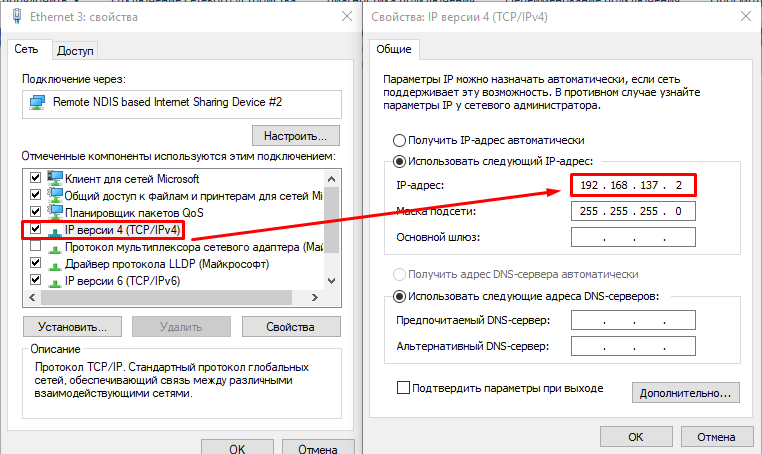 Ethernet 3: свойства
Сеть
Доступ
Подключение через:
Remote NDIS based Internet Sharing Device #2
Настроить...
Отмеченные компоненты используются этим подключением:
Клиент для сетей Microsoft
Общий доступ к файлам и принтерам для сетей Mi
Планировщик пакетов QoS
IP версии 4 (TCP/IPv4)
Протокол мультиплексора сетевого адаптера (Май
Драйвер протокола LLDP (Майкрософт)
IP версии 6 (TCP/IPv6)
Установить...
Удалить
Свойства
Описание
Протокол TCP/IP. Стандартный протокол глобальных
сетей, обеспечивающий связь между различными
взаимодействующими сетями.
ОК
Отмена
Свойства: IP версии 4 (TCP/IPv4)
Общие
Параметры IP можно назначать автоматически, если сеть
поддерживает эту возможность. В противном случае узнайте
параметры IP у сетевого администратора.
Получить IP-адрес автоматически
Использовать следующий IP-адрес:
IP-адрес:
192 . 168 . 137 . 2
Маска подсети:
255 . 255 . 255 . 0
Основной шлюз:
. . .
Получить адрес DNS-сервера автоматически
Использовать следующие адреса DNS-серверов:
Предпочитаемый DNS-сервер:
. . .
Альтернативный DNS-сервер:
. . .
Подтвердить параметры при выходе
Дополнительно...
ОК
Отмена